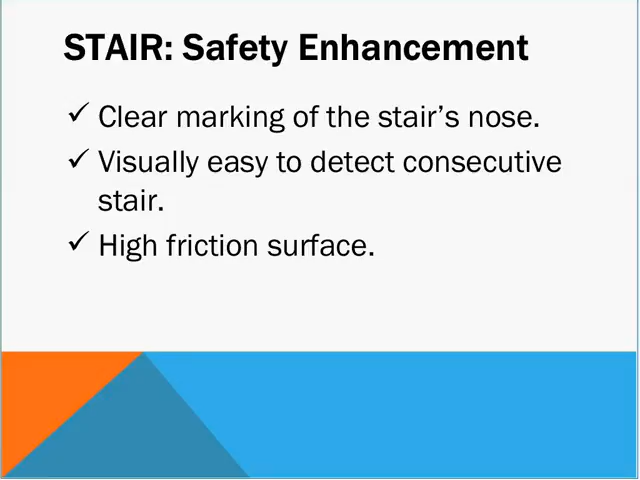 STAIR: Safety Enhancement
✓ Clear marking of the stair’s nose.
✓ Visually easy to detect consecutive
stair.
✓ High friction surface.